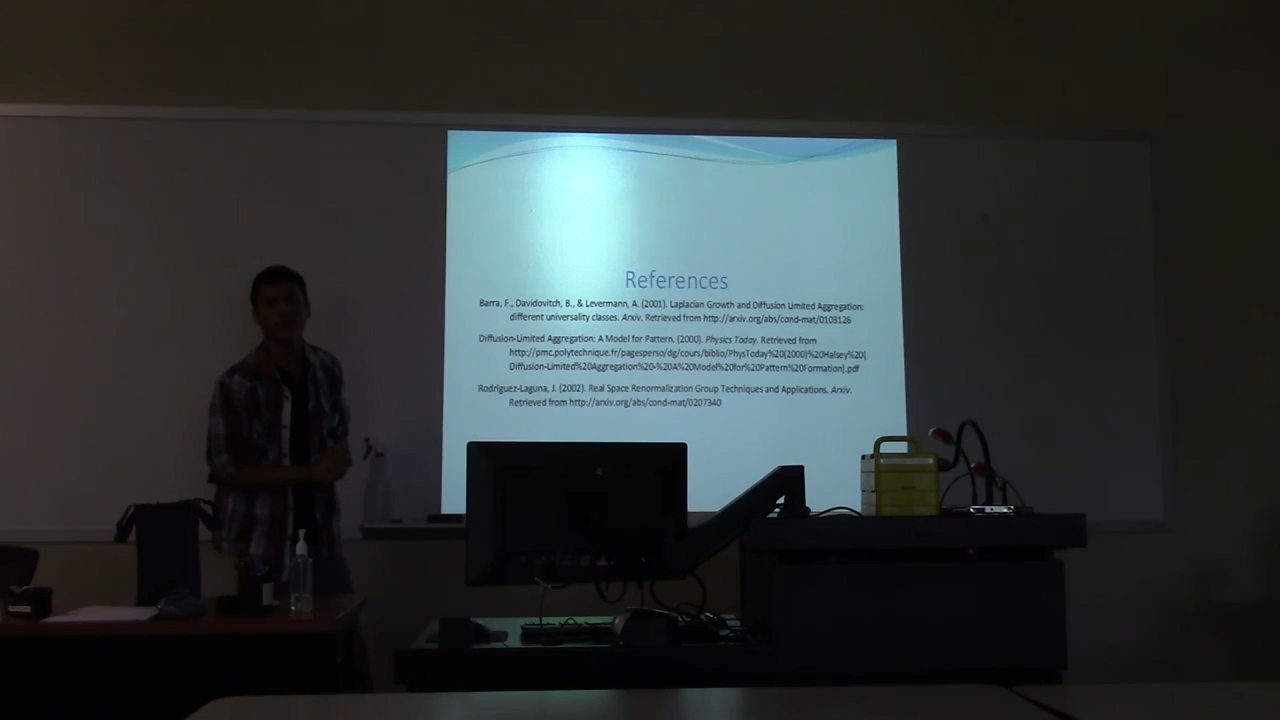 References
Barra, F., Davidovitch, B., & Levermann, A. (2001). Laplacian Growth and Diffusion Limited Aggregation:
different universality classes. Arxiv. Retrieved from http://arxiv.org/abs/cond-mat/0103126
Diffusion-Limited Aggregation: A Model for Pattern. (2000). Physics Today. Retrieved from
http://pmc.polytechnique.fr/pagesperso/dg/cours/biblio/PhysToday%20(2000)%20Halsey%20[
Diffusion-Limited%20Aggregation%20-%20A%20Model%20for%20Pattern%20Formation].pdf
Rodriguez-Laguna, J. (2002). Real Space Renormalization Group Techniques and Applications. Arxiv.
Retrieved from http://arxiv.org/abs/cond-mat/0207340